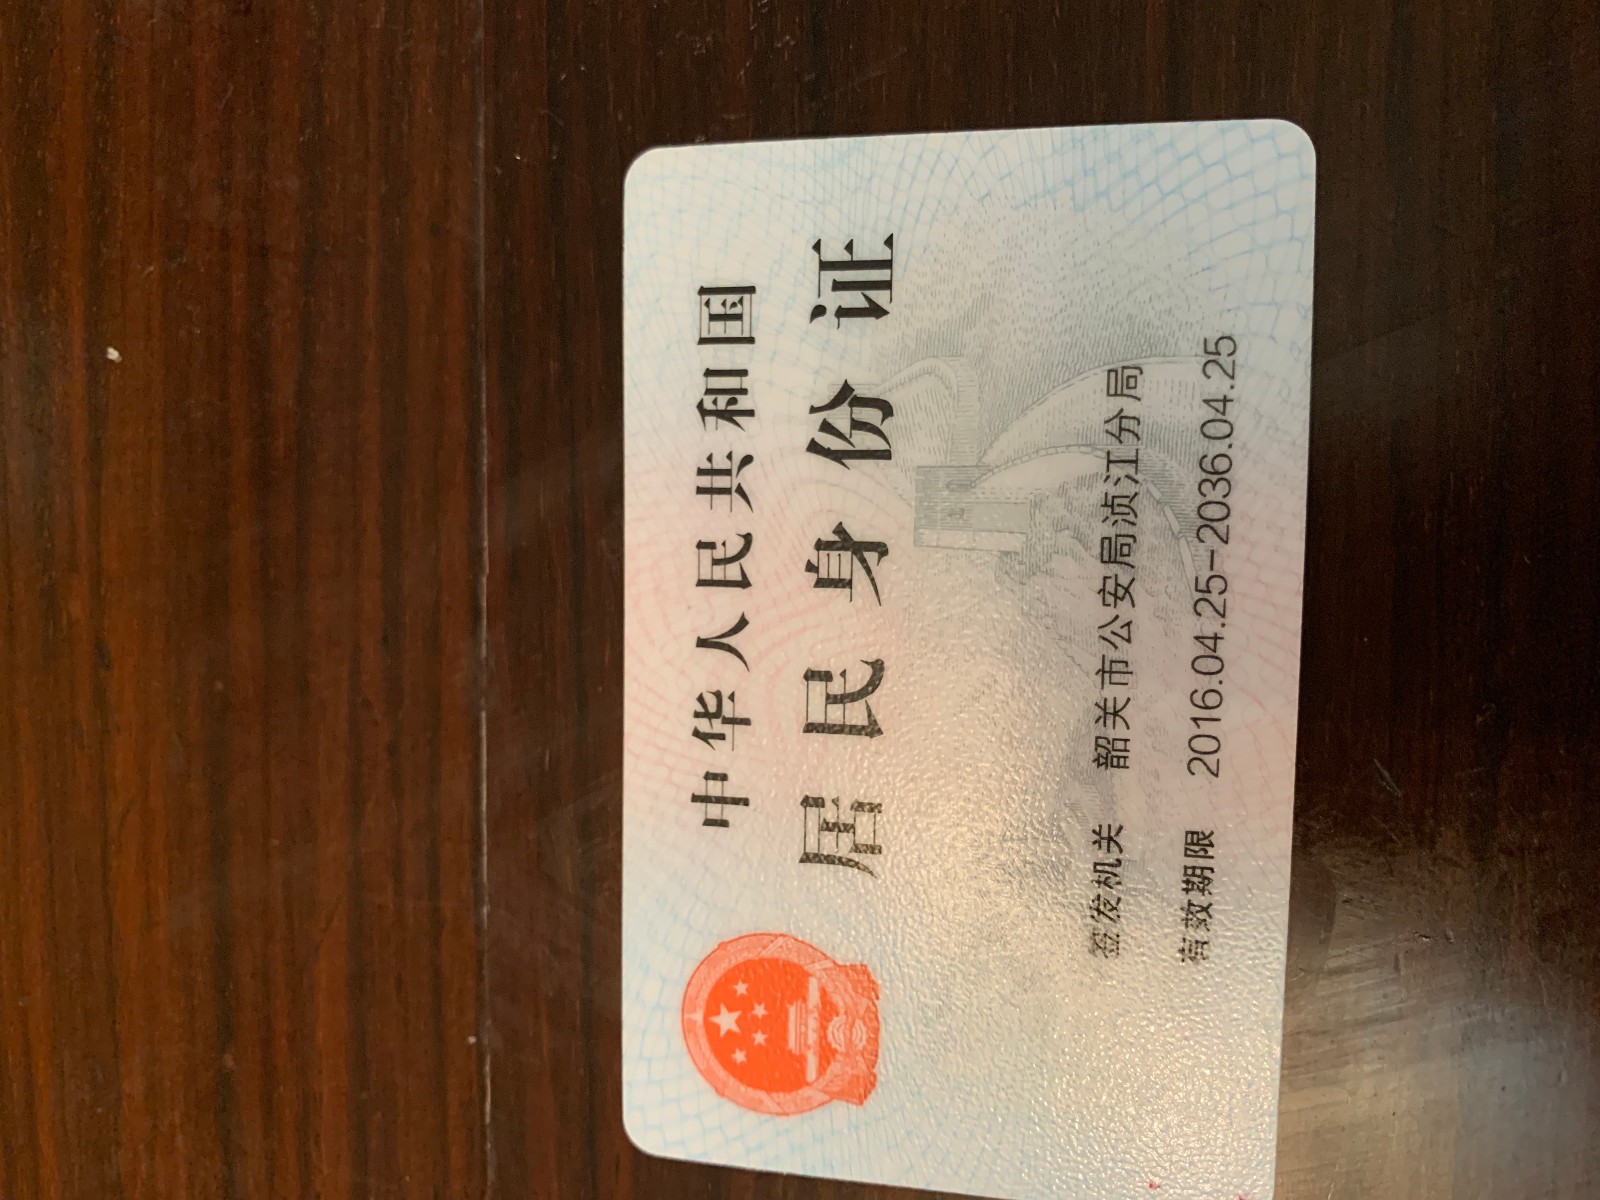 中华人民共和国
居民身份证
签发机关 韶关市公安局浈江分局
有效期限 2016.04.25-2036.04.25